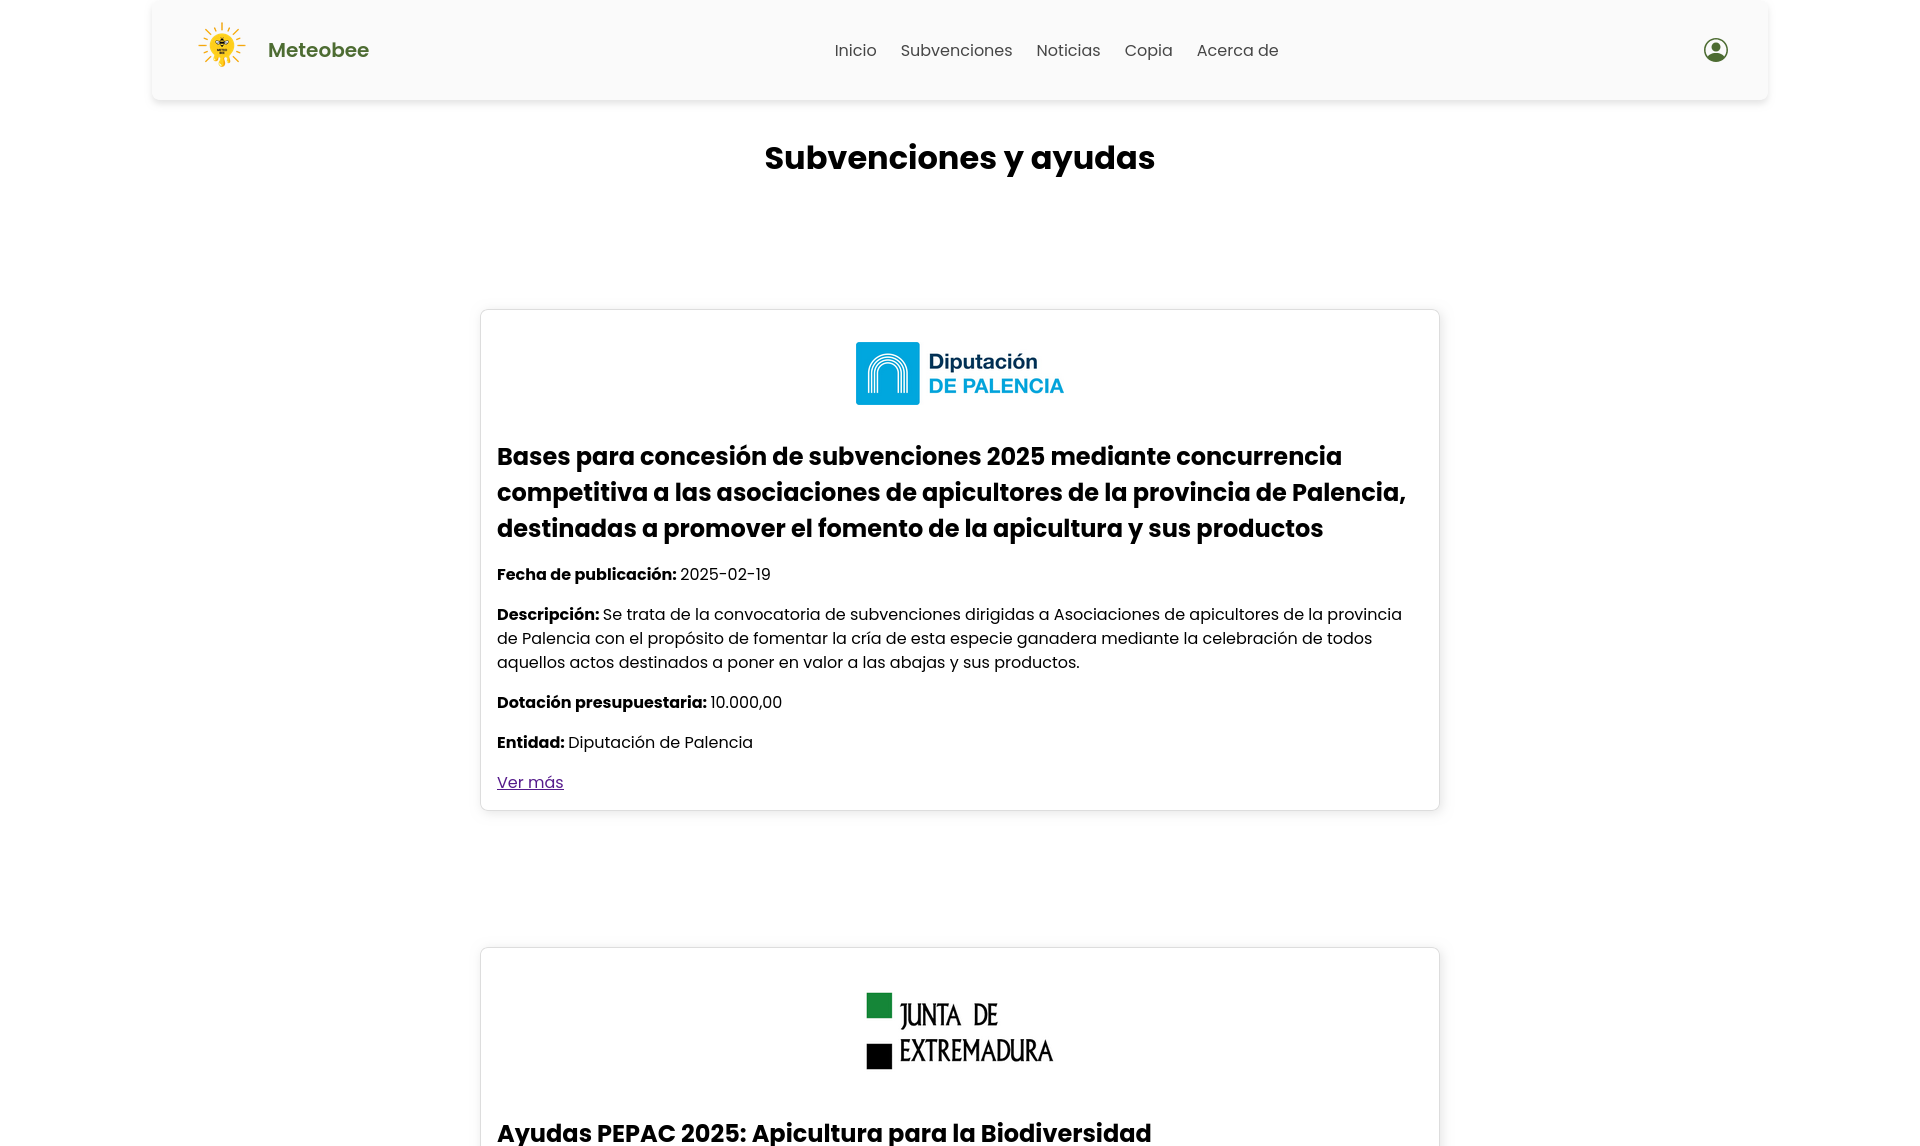 Meteobee
Inicio Subvenciones Noticias Copia Acerca de
Subvenciones y ayudas
Diputación
DE PALENCIA
Bases para concesión de subvenciones 2025 mediante concurrencia
competitiva a las asociaciones de apicultores de la provincia de Palencia,
destinadas a promover el fomento de la apicultura y sus productos
Fecha de publicación: 2025-02-19
Descripción: Se trata de la convocatoria de subvenciones dirigidas a Asociaciones de apicultores de la provincia
de Palencia con el propósito de fomentar la cría de esta especie ganadera mediante la celebración de todos
aquellos actos destinados a poner en valor a las abajas y sus productos.
Dotación presupuestaria: 10.000,00
Entidad: Diputación de Palencia
Ver más
JUNTA DE
EXTREMADURA
Ayudas PEPAC 2025: Apicultura para la Biodiversidad